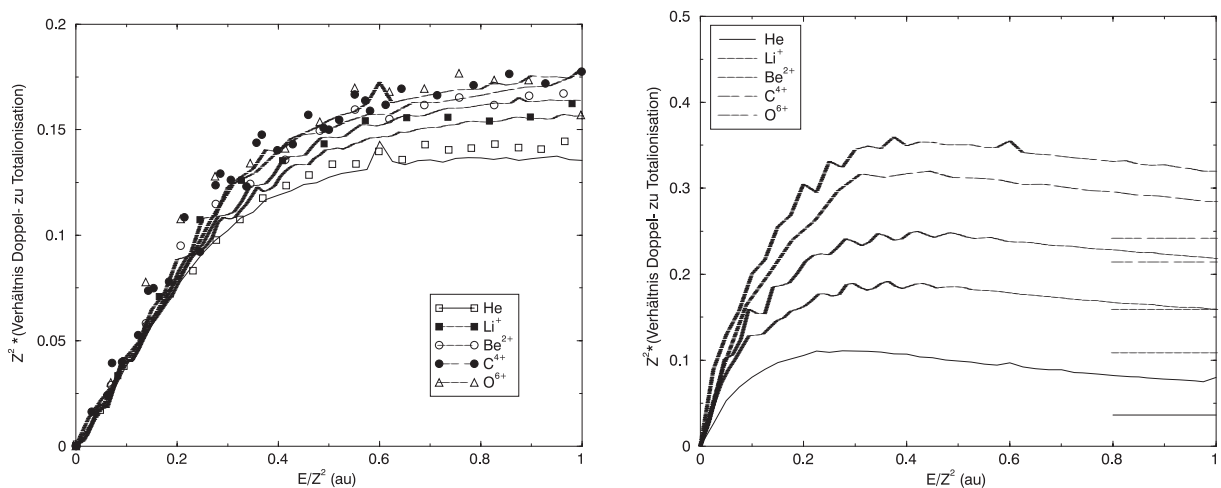 0.2
0.15
0.1
0.05
0
Z² *(Verhältnis Doppel- zu Totalionisation)
He
Li⁺
Be²⁺
C⁴⁺
O⁶⁺
0 0.2 0.4 0.6 0.8 1
E/Z² (au)
0.5
0.4
0.3
0.2
0.1
0
Z²*(Verhältnis Doppel- zu Totalionisation)
He
Li⁺
Be²⁺
C⁴⁺
O⁶⁺
0 0.2 0.4 0.6 0.8 1
E/Z² (au)